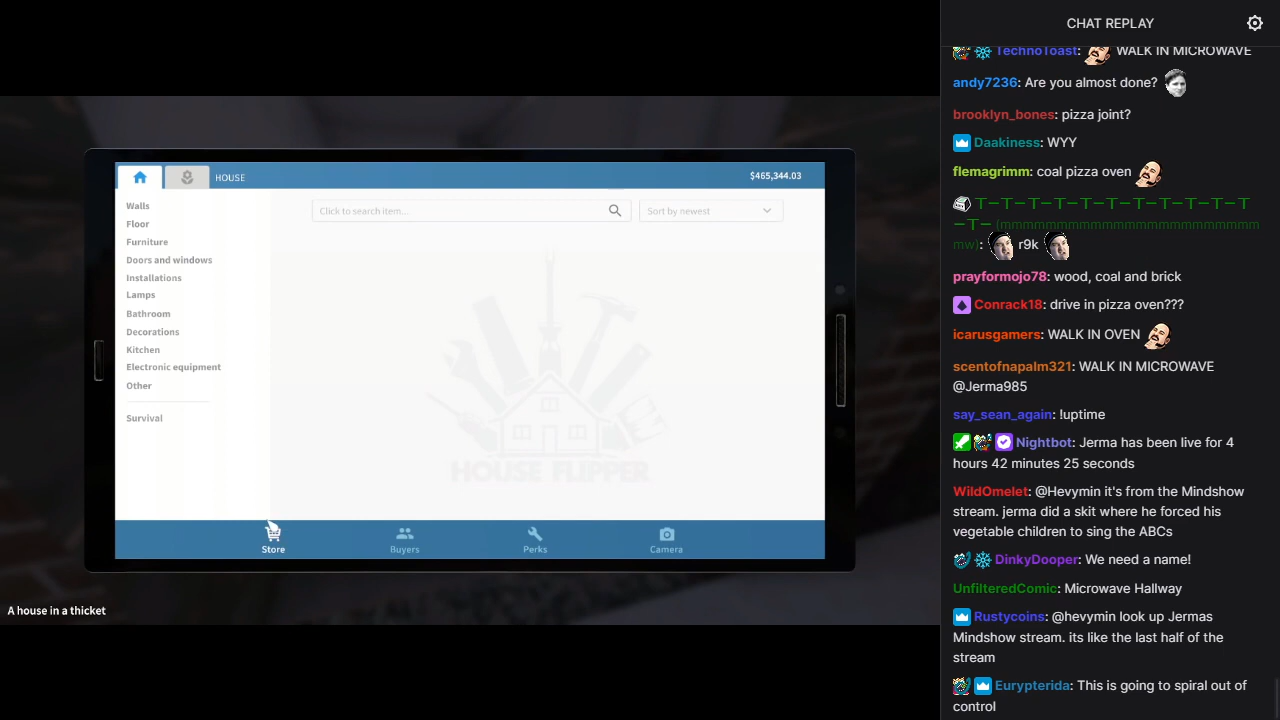 HOUSE
$465,344.03
Walls
Floor
Furniture
Doors and windows
Installations
Lamps
Bathroom
Decorations
Kitchen
Electronic equipment
Other
Survival
Click to search item...
Sort by newest
HOUSE FLIPPER
Store
Buyers
Perks
Camera
A house in a thicket
CHAT REPLAY
TechnoToast: WALK IN MICROWAVE
andy7236: Are you almost done?
brooklyn_bones: pizza joint?
Daakiness: WYY
flemagrimm: coal pizza oven
r9k
prayformojo78: wood, coal and brick
Conrack18: drive in pizza oven???
icarusgamers: WALK IN OVEN
scentofnapalm321: WALK IN MICROWAVE
@Jerma985
say_sean_again: !uptime
Nightbot: Jerma has been live for 4
hours 42 minutes 25 seconds
WildOmelet: @Hevymin it's from the Mindshow
stream. jerma did a skit where he forced his
vegetable children to sing the ABCs
DinkyDooper: We need a name!
UnfilteredComic: Microwave Hallway
Rustycoins: @hevymin look up Jermas
Mindshow stream. its like the last half of the
stream
Eurypterida: This is going to spiral out of
control